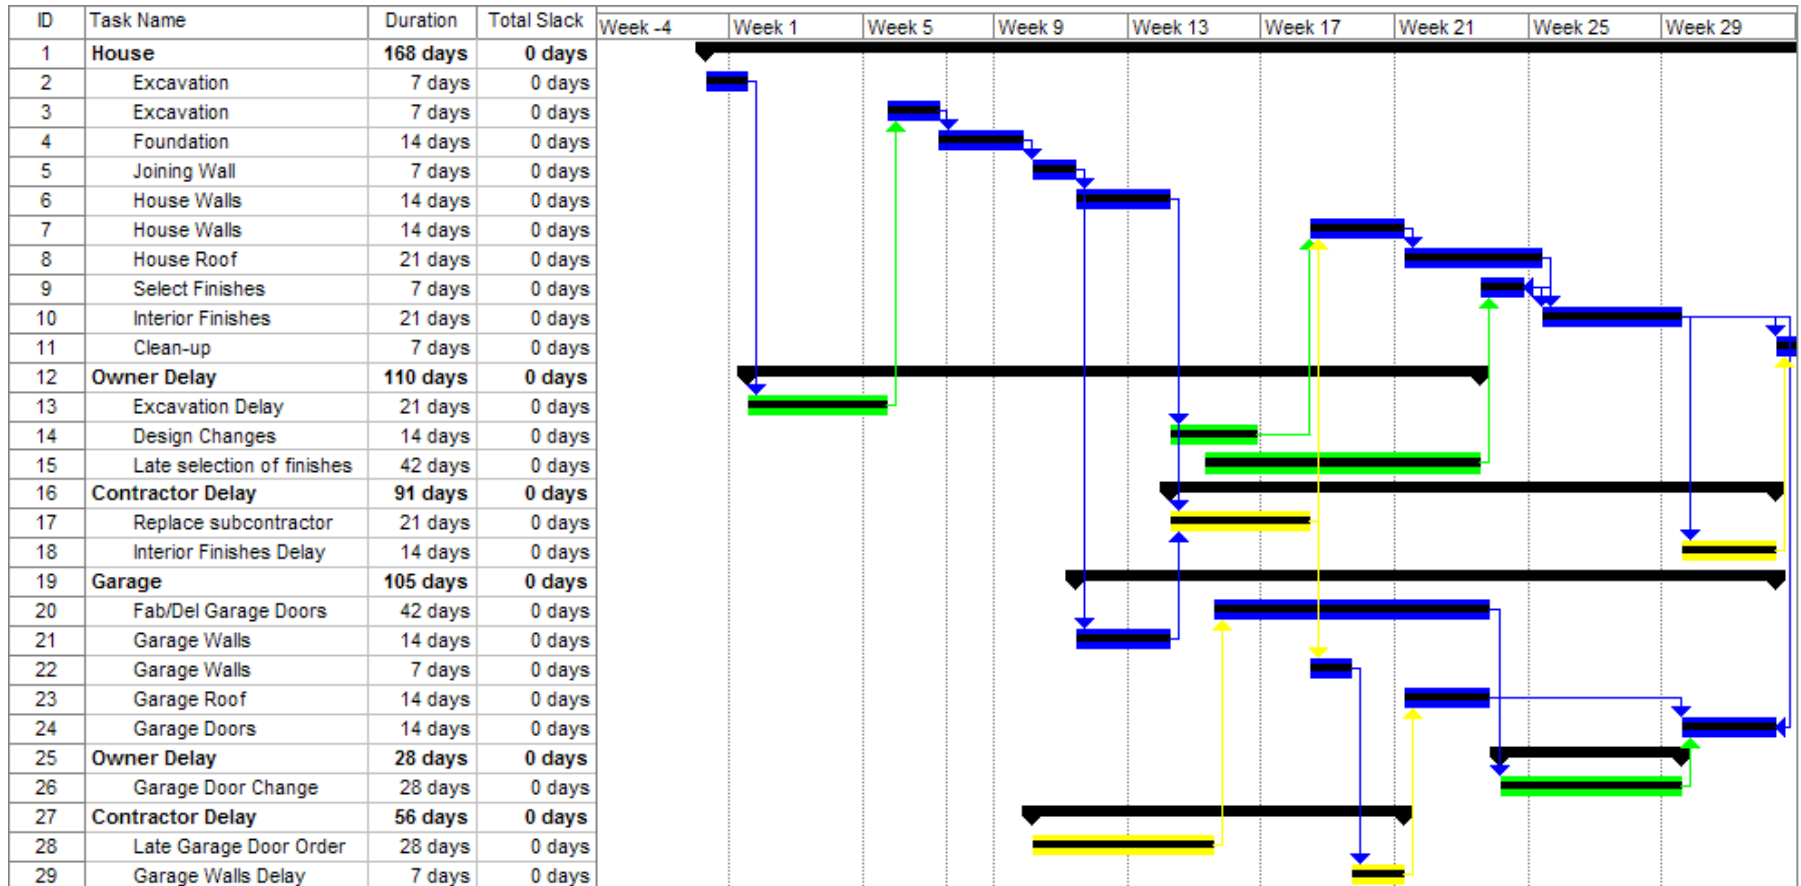 ID Task Name Duration Total Slack Week -4 Week 1 Week 5 Week 9 Week 13 Week 17 Week 21 Week 25 Week 29
1 House 168 days 0 days
2 Excavation 7 days 0 days
3 Excavation 7 days 0 days
4 Foundation 14 days 0 days
5 Joining Wall 7 days 0 days
6 House Walls 14 days 0 days
7 House Walls 14 days 0 days
8 House Roof 21 days 0 days
9 Select Finishes 7 days 0 days
10 Interior Finishes 21 days 0 days
11 Clean-up 7 days 0 days
12 Owner Delay 110 days 0 days
13 Excavation Delay 21 days 0 days
14 Design Changes 14 days 0 days
15 Late selection of finishes 42 days 0 days
16 Contractor Delay 91 days 0 days
17 Replace subcontractor 21 days 0 days
18 Interior Finishes Delay 14 days 0 days
19 Garage 105 days 0 days
20 Fab/Del Garage Doors 42 days 0 days
21 Garage Walls 14 days 0 days
22 Garage Walls 7 days 0 days
23 Garage Roof 14 days 0 days
24 Garage Doors 14 days 0 days
25 Owner Delay 28 days 0 days
26 Garage Door Change 28 days 0 days
27 Contractor Delay 56 days 0 days
28 Late Garage Door Order 28 days 0 days
29 Garage Walls Delay 7 days 0 days